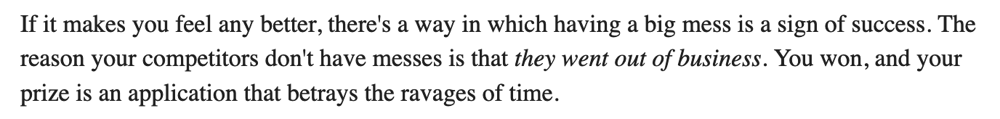 If it makes you feel any better, there's a way in which having a big mess is a sign of success. The
reason your competitors don't have messes is that they went out of business. You won, and your
prize is an application that betrays the ravages of time.